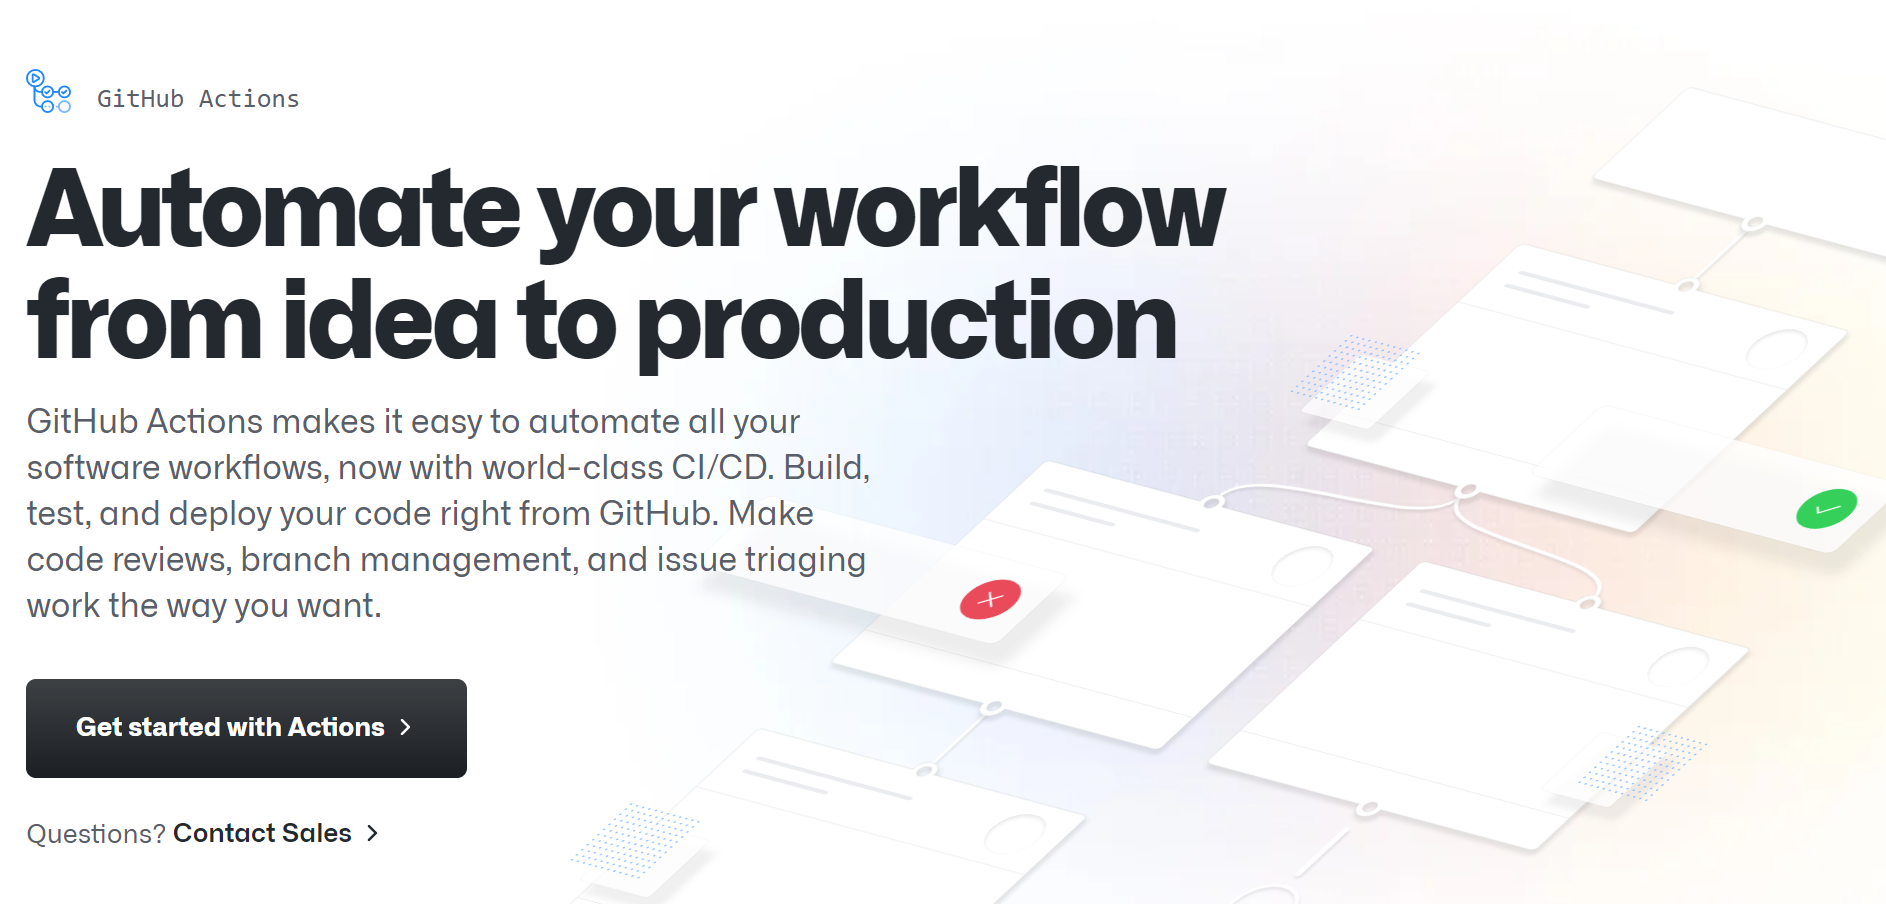 GitHub Actions
Automate your workflow
from idea to production
GitHub Actions makes it easy to automate all your
software workflows, now with world-class CI/CD. Build,
test, and deploy your code right from GitHub. Make
code reviews, branch management, and issue triaging
work the way you want.
Get started with Actions
Questions? Contact Sales